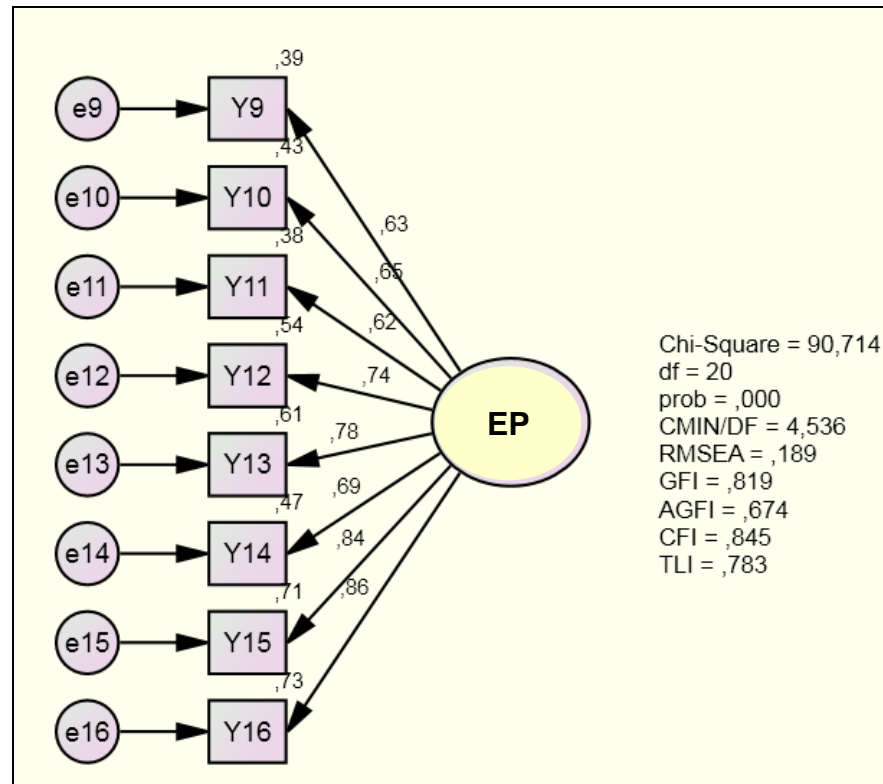 ,39
e9 Y9
,43
,63
e10 Y10
,38
,65
e11 Y11
,62
,54
e12 Y12
,74
,61
,78
e13 Y13
,47
,69
e14 Y14
,84
,71
,86
e15 Y15
,73
e16 Y16
EP
Chi-Square = 90,714
df = 20
prob = ,000
CMIN/DF = 4,536
RMSEA = ,189
GFI = ,819
AGFI = ,674
CFI = ,845
TLI = ,783